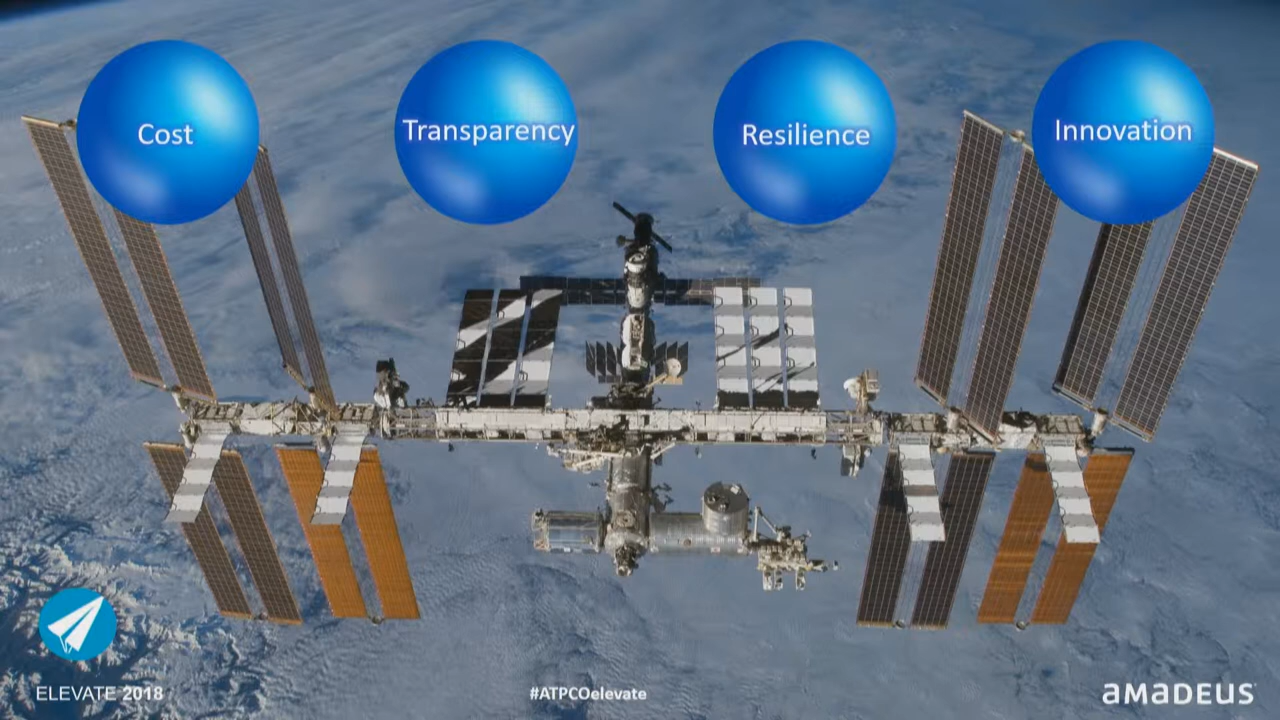 Cost
Transparency
Resilience
Innovation
ELEVATE 2018
#ATPCOelevate
aMaDEUS